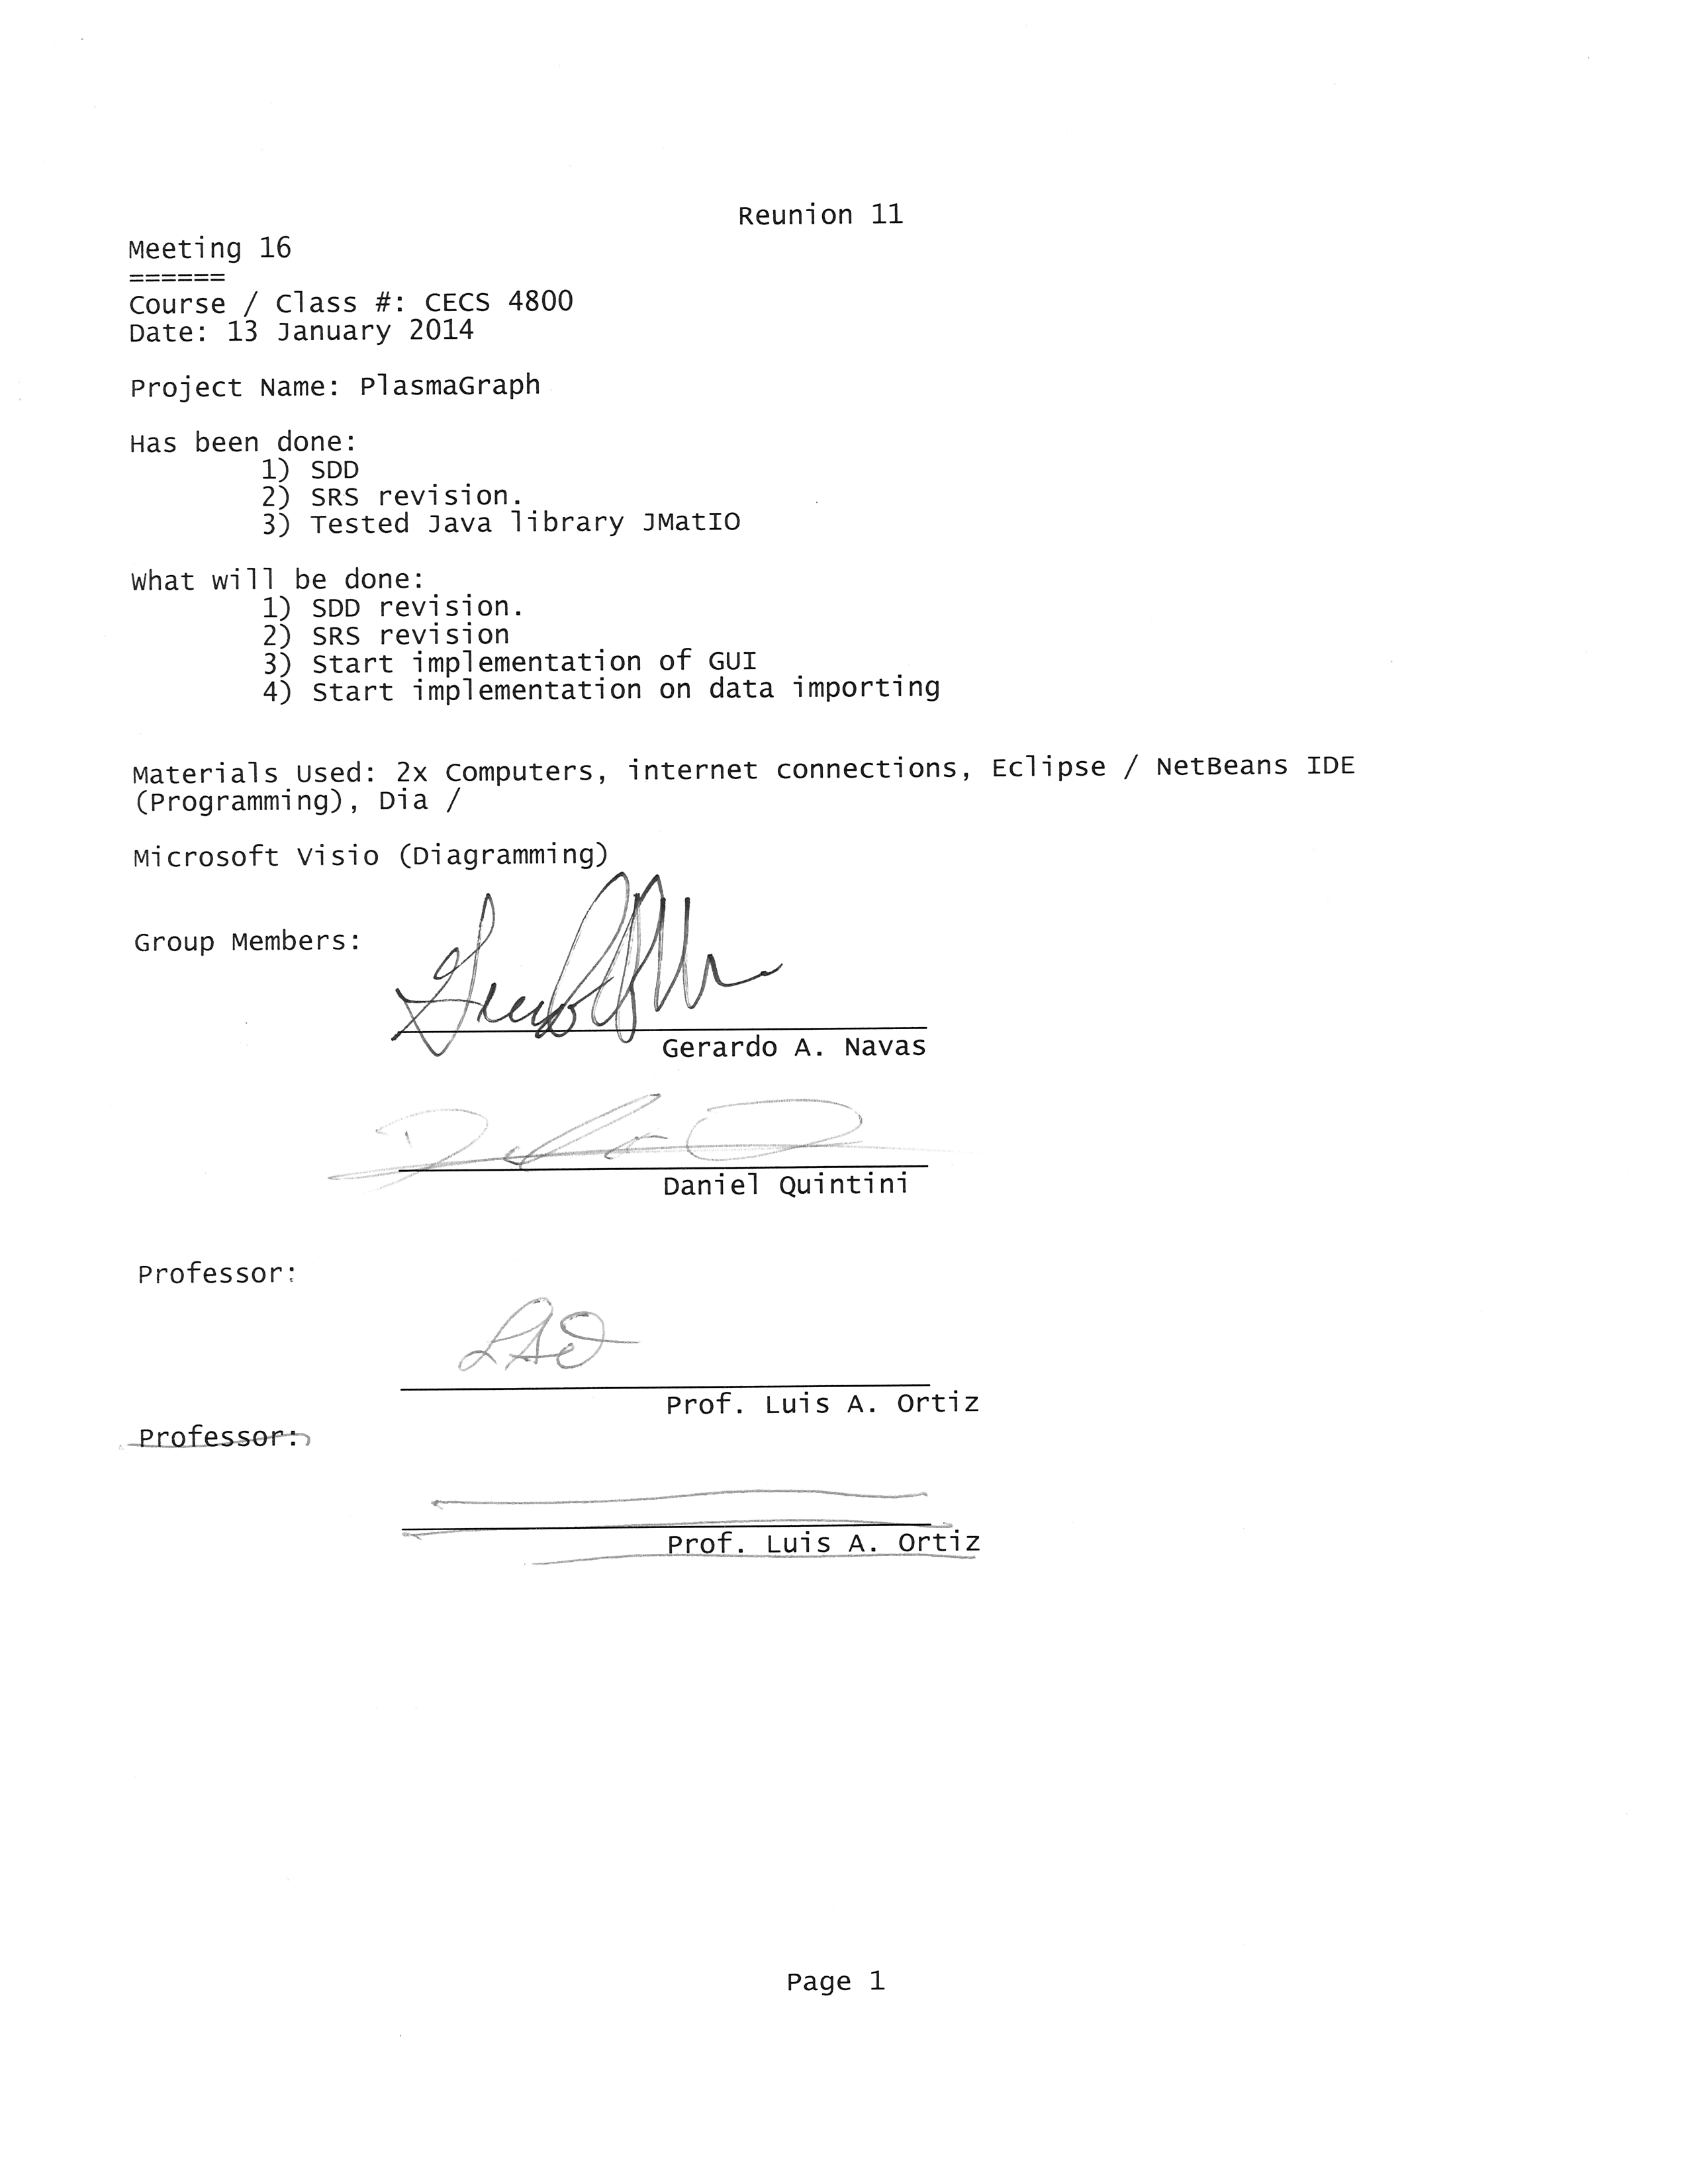 Reunion 11
Meeting 16
======
Course / Class #: CECS 4800
Date: 13 January 2014
Project Name: PlasmaGraph
Has been done:
1) SDD
2) SRS revision.
3) Tested Java library JMatIO
What will be done:
1) SDD revision.
2) SRS revision
3) Start implementation of GUI
4) Start implementation on data importing
Materials Used: 2x Computers, internet connections, Eclipse / NetBeans IDE
(Programming), Dia /
Microsoft Visio (Diagramming)
Group Members:
Gerardo A. Navas
Daniel Quintini
Professor:
LAO
Prof. Luis A. Ortiz
Professor:
Prof. Luis A. Ortiz
Page 1